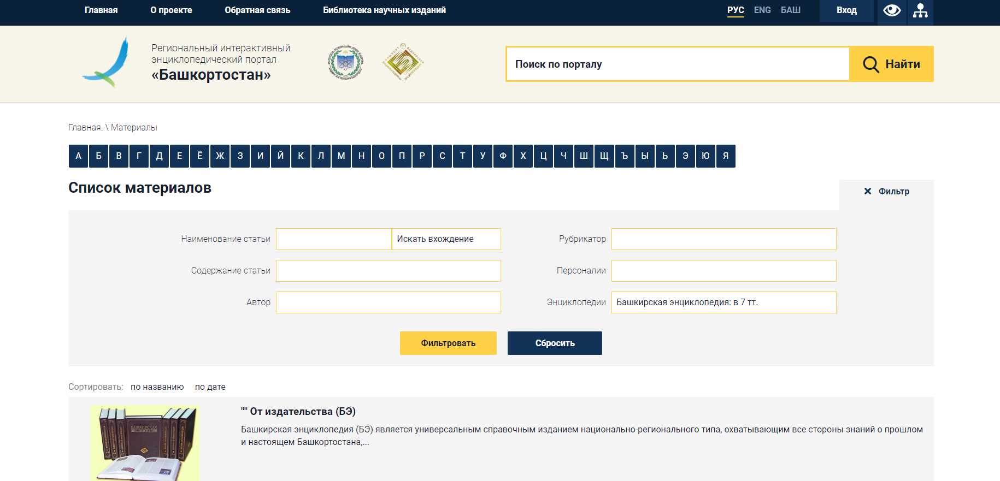 Главная О проекте Обратная связь Библиотека научных изданий РУС ENG БАШ Вход
Региональный интерактивный
энциклопедический портал
«Башкортостан»
Поиск по порталу Найти
Главная. \ Материалы
А Б В Г Д Е Ё Ж З И Й К Л М Н О П Р С Т У Ф Х Ц Ч Ш Щ Ъ Ы Ь Э Ю Я
Список материалов
Фильтр
Наименование статьи Искать вхождение Рубрикатор
Содержание статьи Персоналии
Автор Энциклопедии Башкирская энциклопедия: в 7 тт.
Фильтровать Сбросить
Сортировать: по названию по дате
"" От издательства (БЭ)
Башкирская энциклопедия (БЭ) является универсальным справочным изданием национально-регионального типа, охватывающим все стороны знаний о прошлом
и настоящем Башкортостана,...
БАШКИРСКАЯ
ЭНЦИКЛОПЕДИЯ